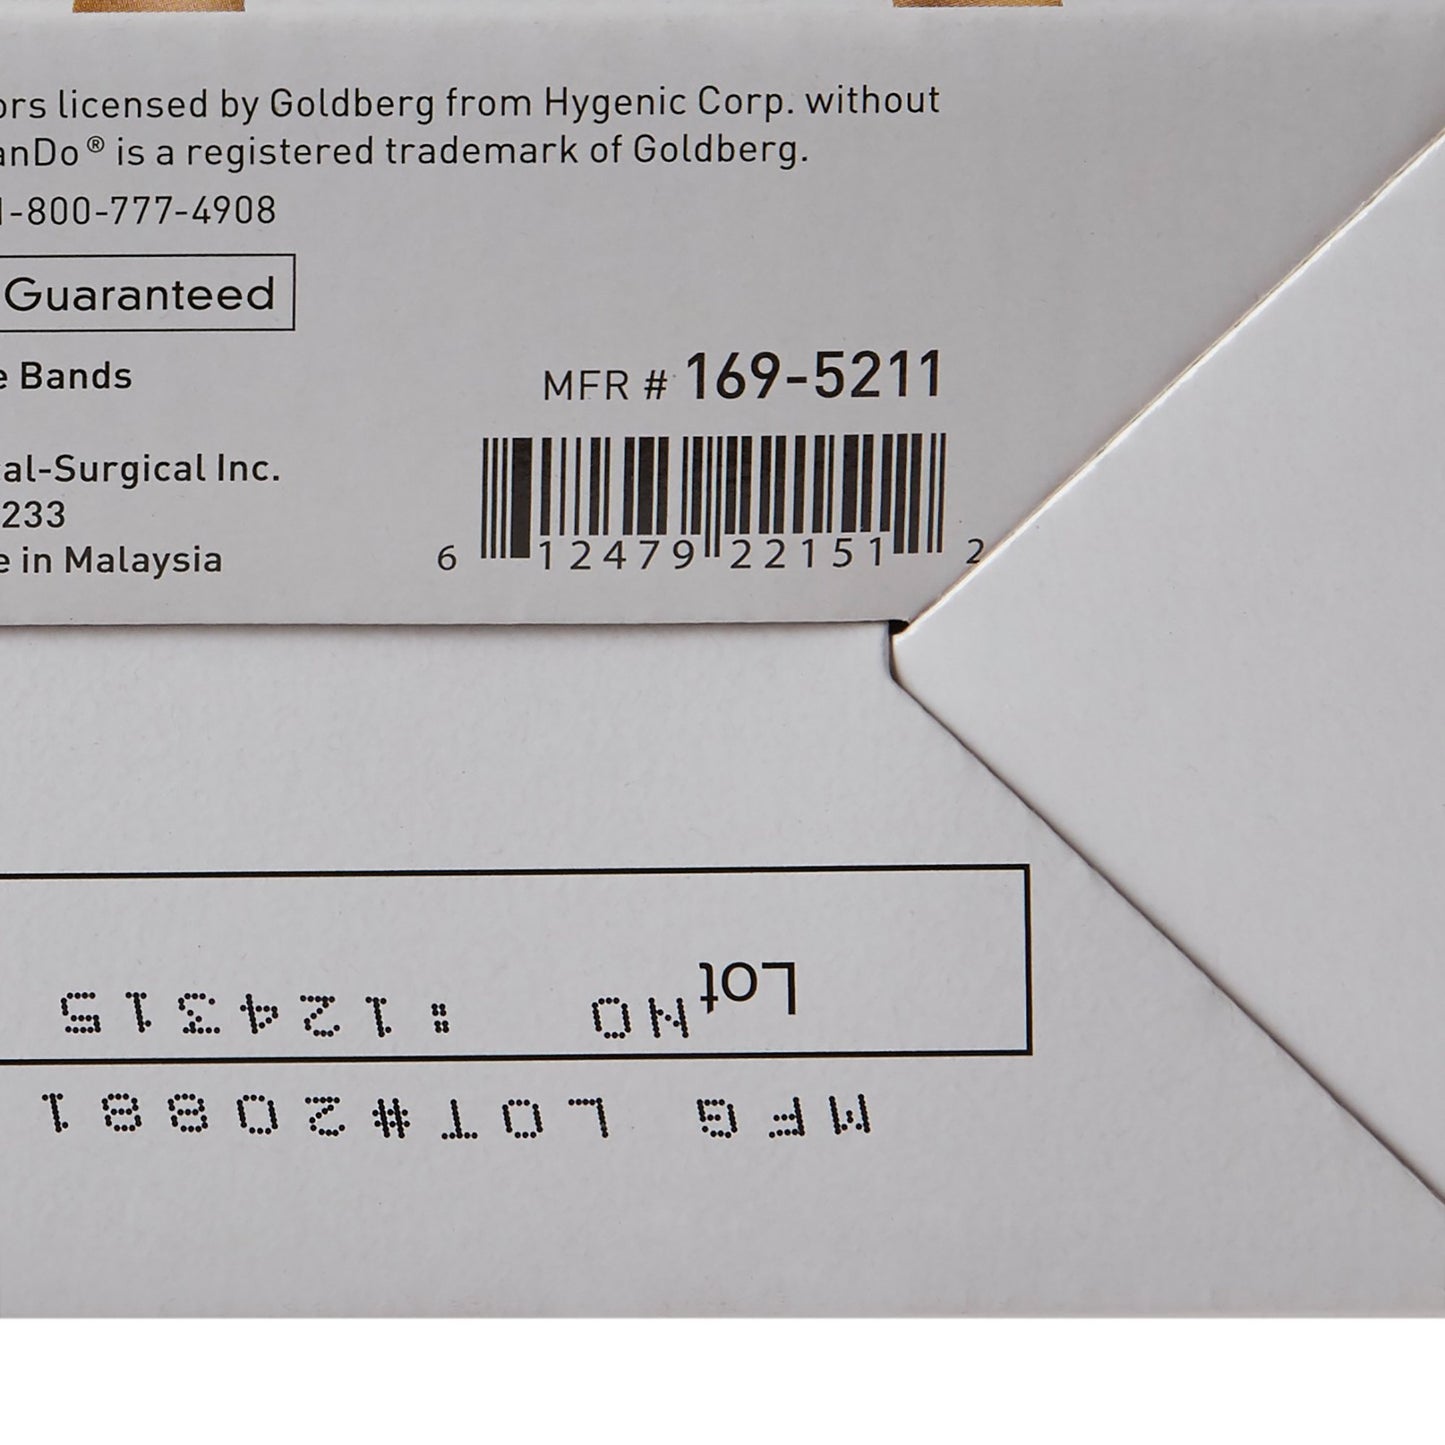 ors licensed by Goldberg from Hygenic Corp. without
anDo® is a registered trademark of Goldberg.
1-800-777-4908
Guaranteed
e Bands
MFR # 169-5211
al-Surgical Inc.
233
e in Malaysia
6 12479 22151 2
Lot
NO : 124315
MFG LOT#20881